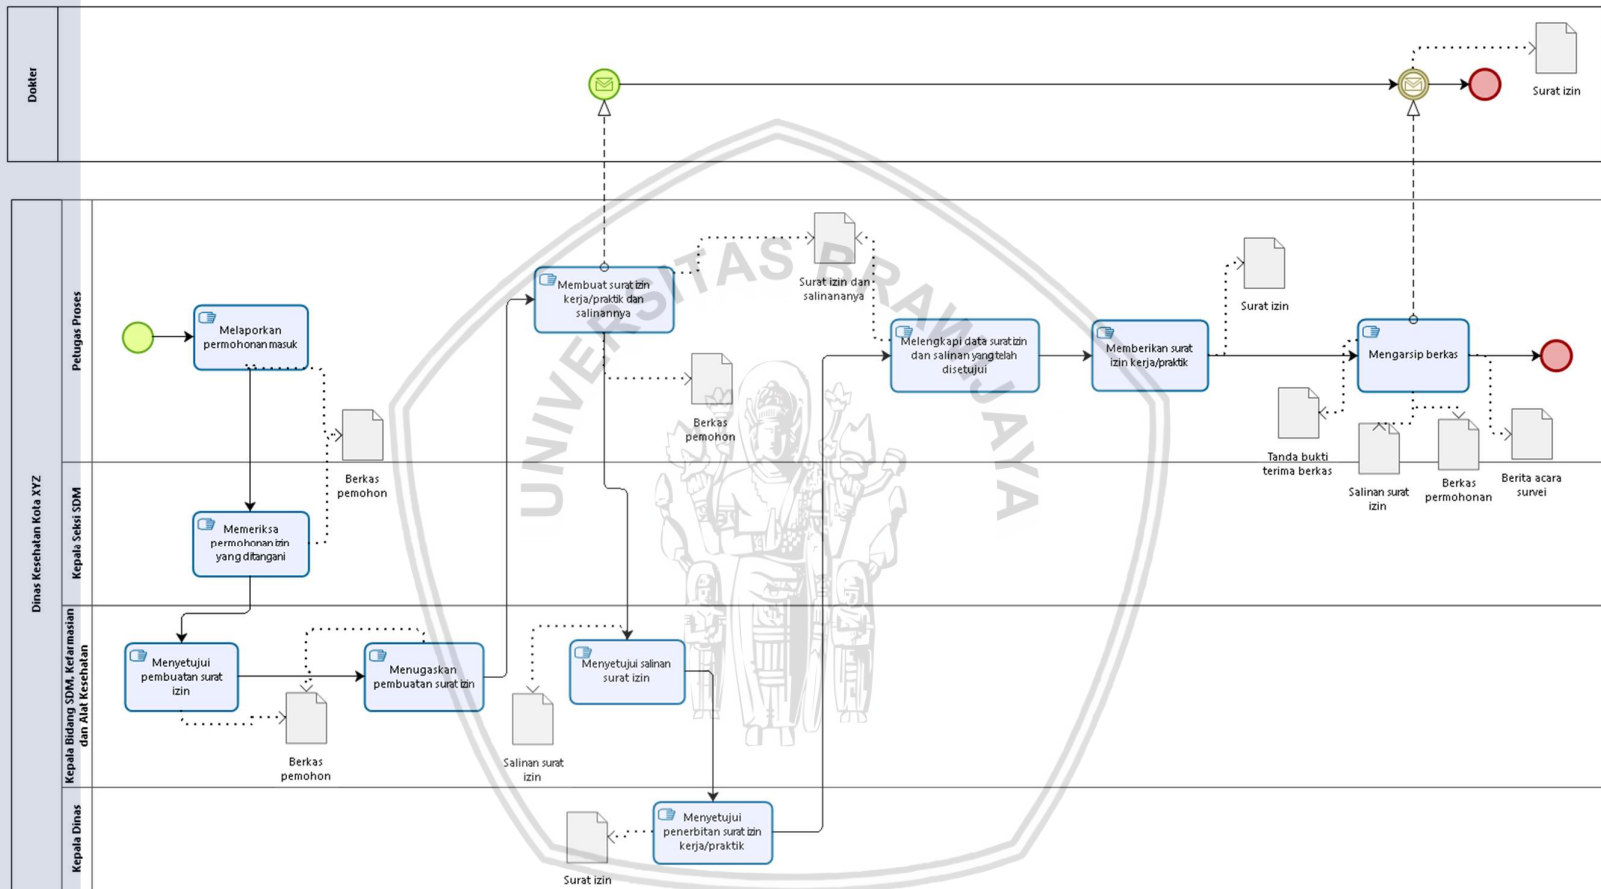 Dokter
Surat izin
Dinas Kesehatan Kota XYZ
Petugas Proses
Melaporkan
permohonan masuk
Berkas
pemohon
Membuat surat izin
kerja/praktik dan
salinannya
Surat izin dan
salinananya
Berkas
pemohon
Melengkapi data surat izin
dan salinan yang telah
disetujui
Memberikan surat
izin kerja/praktik
Surat izin
Mengarsip berkas
Tanda bukti
terima berkas
Salinan surat
izin
Berkas
permohonan
Berita acara
survei
Kepala Seksi SDM
Memeriksa
permohonan izin
yang ditangani
Kepala Bidang SDM, Kefarmasian
dan Alat Kesehatan
Menyetujui
pembuatan surat
izin
Berkas
pemohon
Menugaskan
pembuatan surat izin
Salinan surat
izin
Menyetujui salinan
surat izin
Kepala Dinas
Surat izin
Menyetujui
penerbitan surat izin
kerja/praktik
UNIVERSITAS BRAWIJAYA